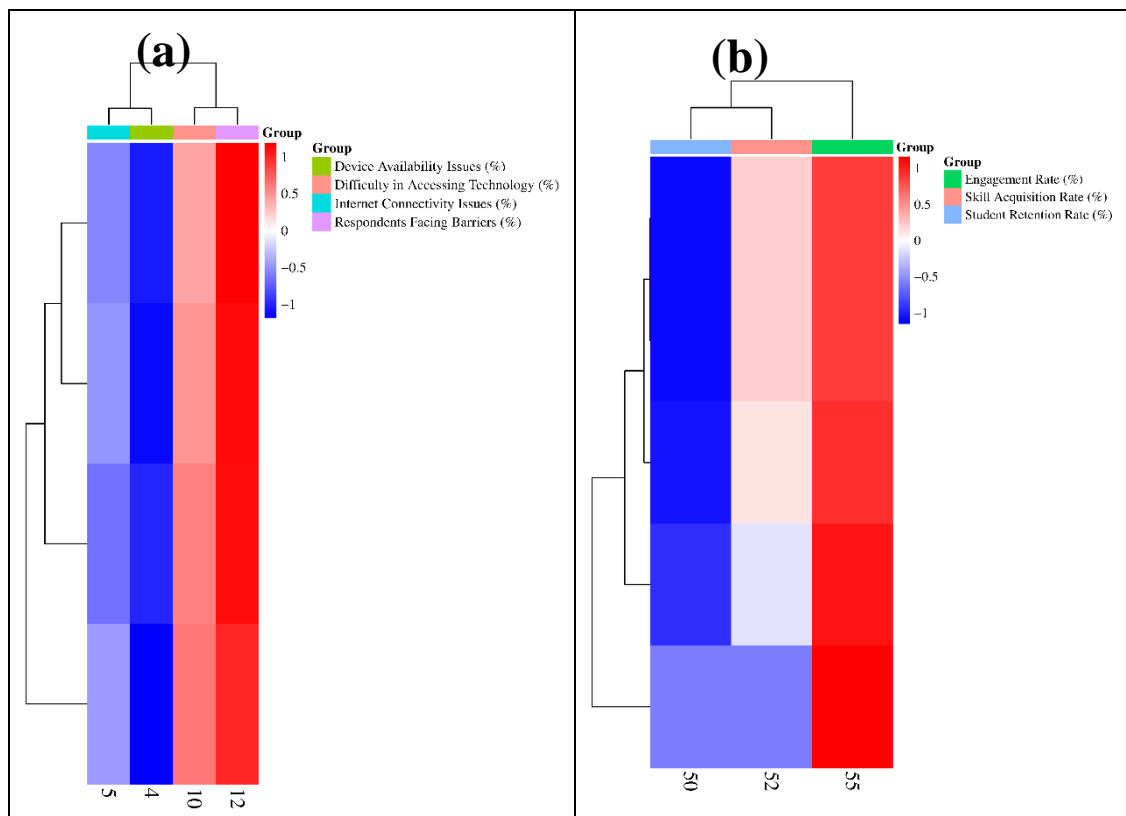 (a)
Group
Group
Device Availability Issues (%)
Difficulty in Accessing Technology (%)
Internet Connectivity Issues (%)
Respondents Facing Barriers (%)
1
0.5
0
−0.5
−1
5
4
10
12
(b)
Group
Group
Engagement Rate (%)
Skill Acquisition Rate (%)
Student Retention Rate (%)
1
0.5
0
−0.5
−1
50
52
55